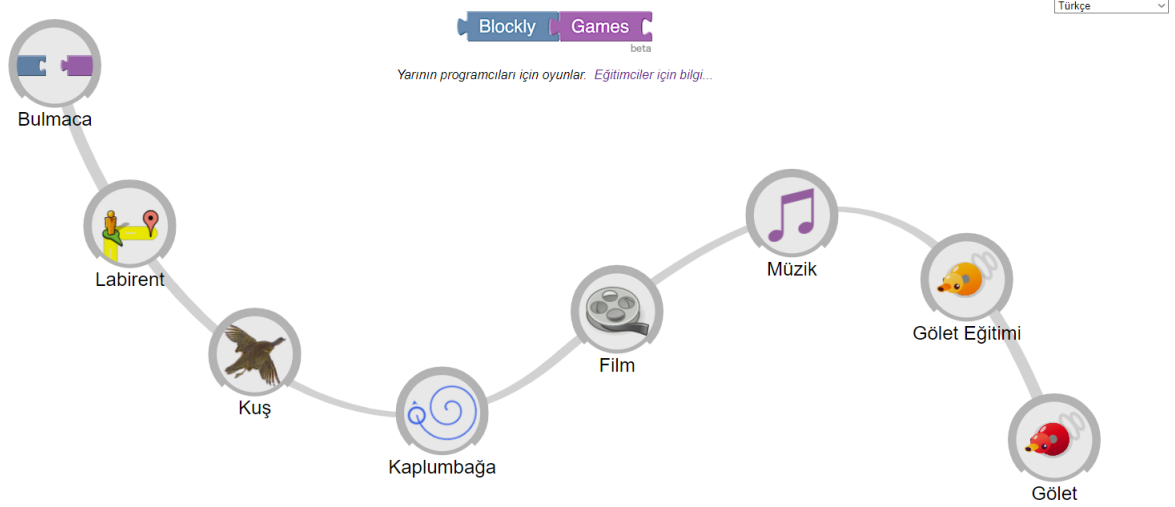 Türkçe
Blockly Games
beta
Yarının programcıları için oyunlar. Eğitimciler için bilgi...
Bulmaca
Labirent
Kuş
Kaplumbağa
Film
Müzik
Gölet Eğitimi
Gölet